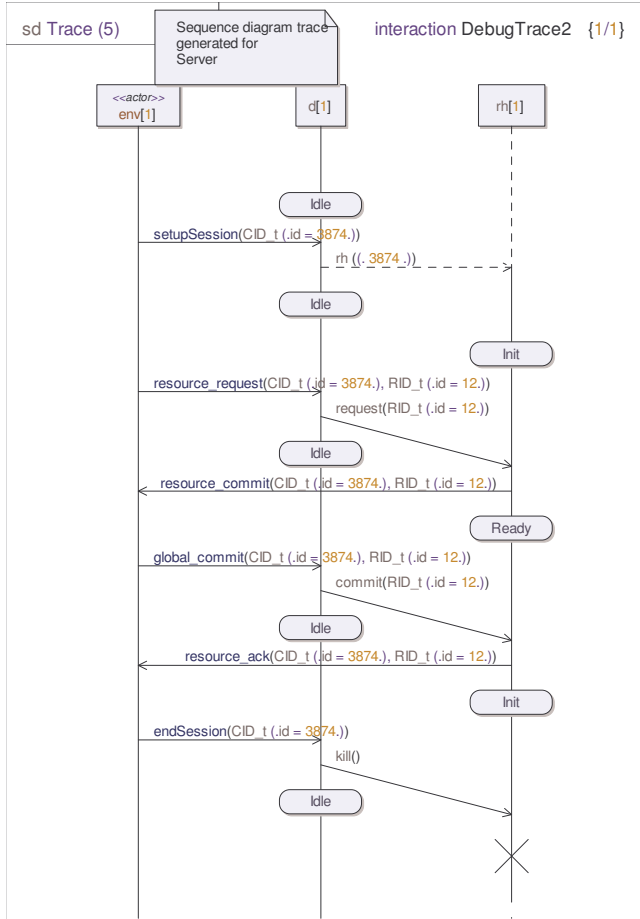 sd Trace (5)
Sequence diagram trace
generated for
Server
interaction DebugTrace2 {1/1}
<<actor>>
env[1]
d[1]
rh[1]
Idle
setupSession(CID_t (.id = 3874.))
rh ((. 3874 .))
Idle
Init
resource_request(CID_t (.id = 3874.), RID_t (.id = 12.))
request(RID_t (.id = 12.))
Idle
resource_commit(CID_t (.id = 3874.), RID_t (.id = 12.))
Ready
global_commit(CID_t (.id = 3874.), RID_t (.id = 12.))
commit(RID_t (.id = 12.))
Idle
resource_ack(CID_t (.id = 3874.), RID_t (.id = 12.))
Init
endSession(CID_t (.id = 3874.))
kill()
Idle